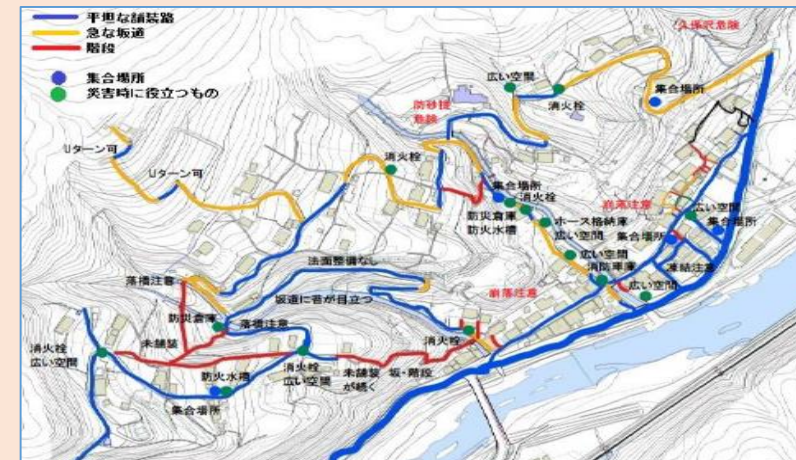 平坦な舗装路
急な坂道
階段
集合場所
災害時に役立つもの
久保沢危険
広い空間
消火栓
集合場所
防砂提
危険
Uターン可
Uターン可
消火栓
集合場所
消火栓
防災倉庫
防火水槽
ホース格納庫
広い空間
崩落注意
広い空間
集合場所
集合場所
広い空間
消防車庫
凍結注意
広い空間
法面整備なし
落橋注意
坂道に苔が目立つ
崩落注意
防災倉庫
落橋注意
未舗装
消火栓
消火栓
広い空間
防火水槽
集合場所
消火栓
広い空間
未舗装
が続く
坂・階段